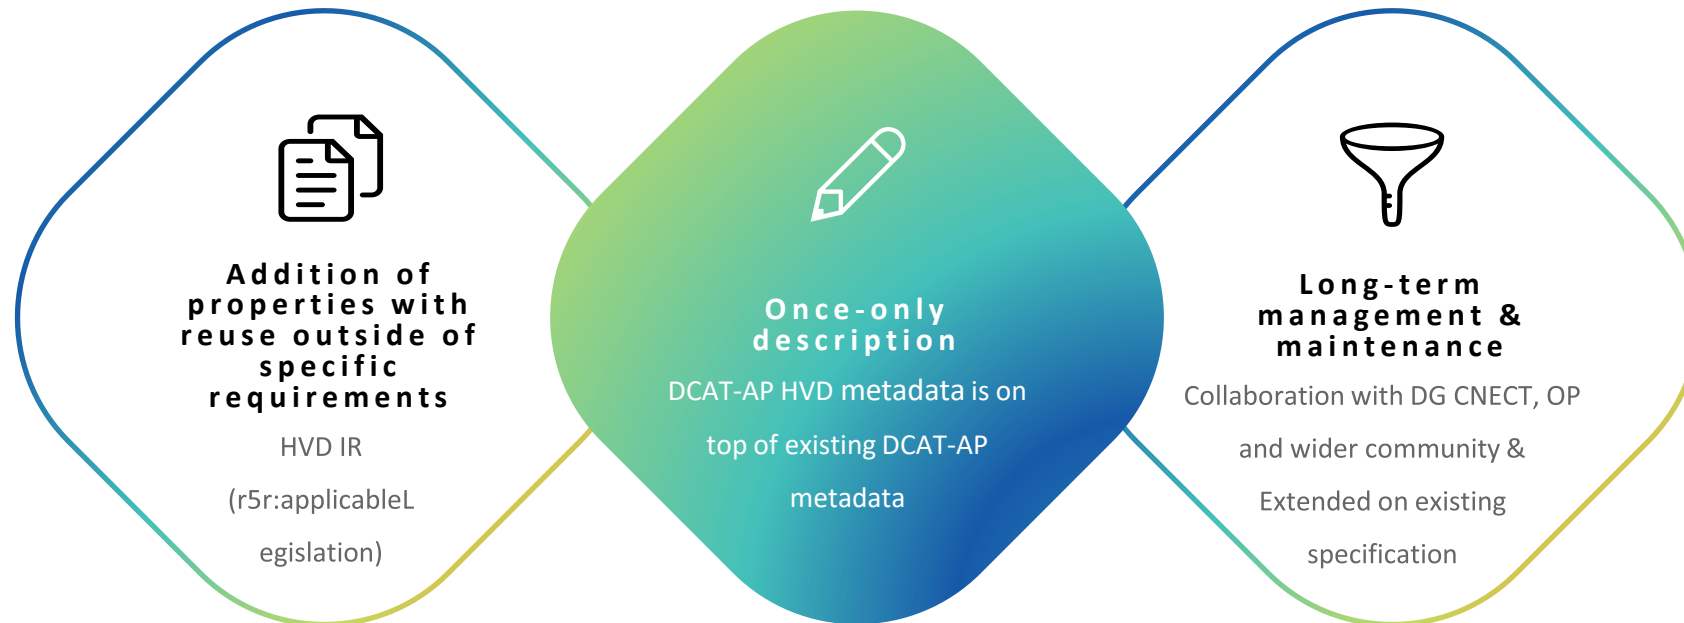 Addition of
properties with
reuse outside of
specific
requirements
HVD IR
(r5r:applicableL
egislation)
Once-only
description
DCAT-AP HVD metadata is on
top of existing DCAT-AP
metadata
Long-term
management &
maintenance
Collaboration with DG CNECT, OP
and wider community &
Extended on existing
specification